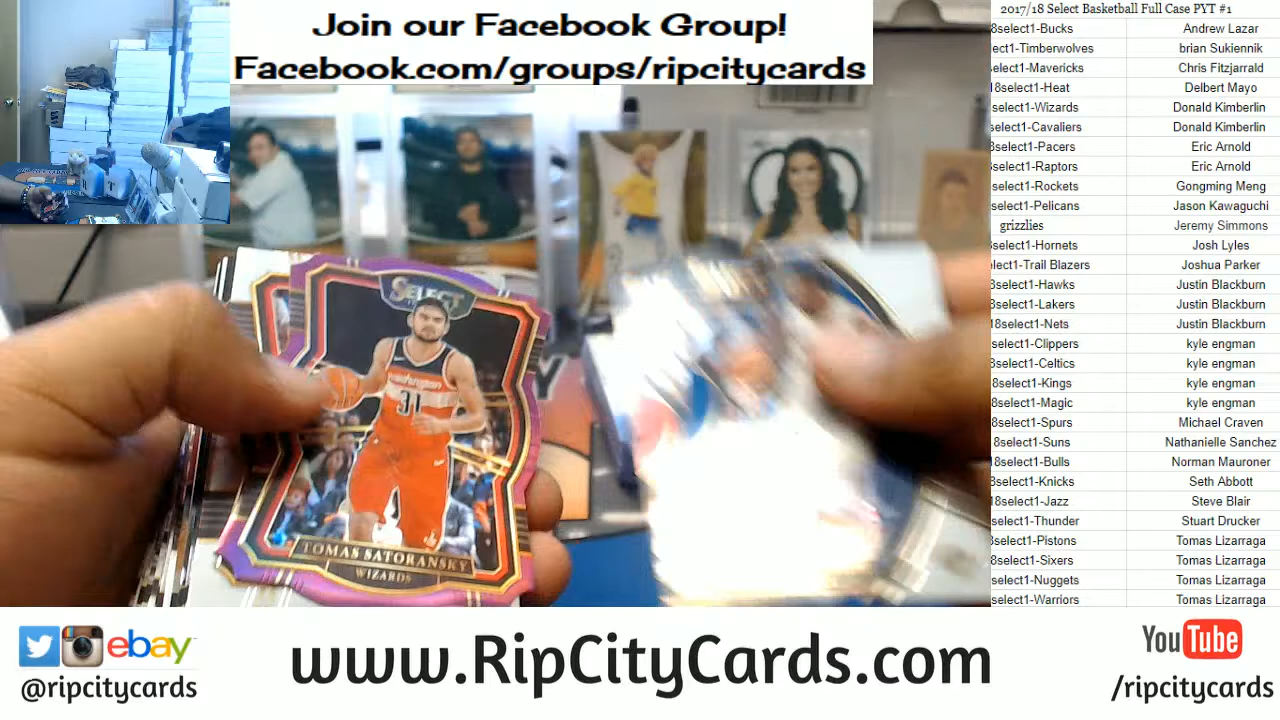 Join our Facebook Group!
Facebook.com/groups/ripcitycards
2017/18 Select Basketball Full Case PYT #1
8select1-Bucks Andrew Lazar
ect1-Timberwolves brian Sukiennik
select1-Mavericks Chris Fitzjarrald
18select1-Heat Delbert Mayo
select1-Wizards Donald Kimberlin
select1-Cavaliers Donald Kimberlin
select1-Pacers Eric Arnold
select1-Raptors Eric Arnold
select1-Rockets Gongming Meng
select1-Pelicans Jason Kawaguchi
grizzlies Jeremy Simmons
select1-Hornets Josh Lyles
elect1-Trail Blazers Joshua Parker
8select1-Hawks Justin Blackburn
8select1-Lakers Justin Blackburn
18select1-Nets Justin Blackburn
select1-Clippers kyle engman
8select1-Celtics kyle engman
8select1-Kings kyle engman
8select1-Magic kyle engman
8select1-Spurs Michael Craven
18select1-Suns Nathanielle Sanchez
18select1-Bulls Norman Mauroner
8select1-Knicks Seth Abbott
18select1-Jazz Steve Blair
select1-Thunder Stuart Drucker
8select1-Pistons Tomas Lizarraga
8select1-Sixers Tomas Lizarraga
select1-Nuggets Tomas Lizarraga
select1-Warriors Tomas Lizarraga
SELECT
washington
31
TOMAS SATORANSKY
WIZARDS
ebay
@ripcitycards
www.RipCityCards.com
YouTube
/ripcitycards